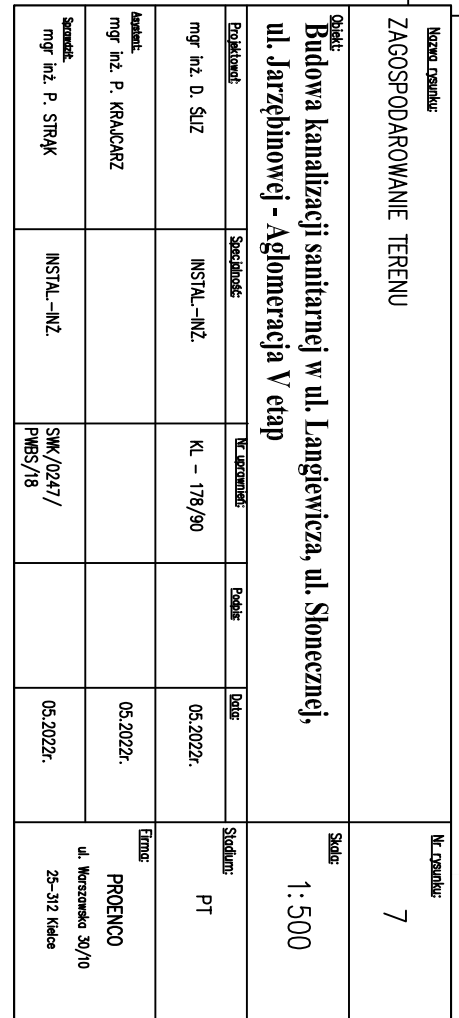 Nazwa rysunku:
ZAGOSPODAROWANIE TERENU
Nr rysunku:
7
Obiekt:
Budowa kanalizacji sanitarnej w ul. Langiewicza, ul. Słonecznej,
ul. Jarzębinowej - Aglomeracja V etap
Skala:
1:500
Projektował:
Specjalność:
Nr uprawnień:
Podpis:
Data:
Stadium:
mgr inż. D. ŚLIZ
INSTAL.-INŻ.
KL - 178/90
05.2022r.
PT
Asystent:
mgr inż. P. KRAJCARZ
05.2022r.
Firma:
PROENCO
ul. Warszawska 30/10
25-312 Kielce
Sprawdził:
mgr inż. P. STRĄK
INSTAL.-INŻ.
SWK/0247/
PWBS/18
05.2022r.